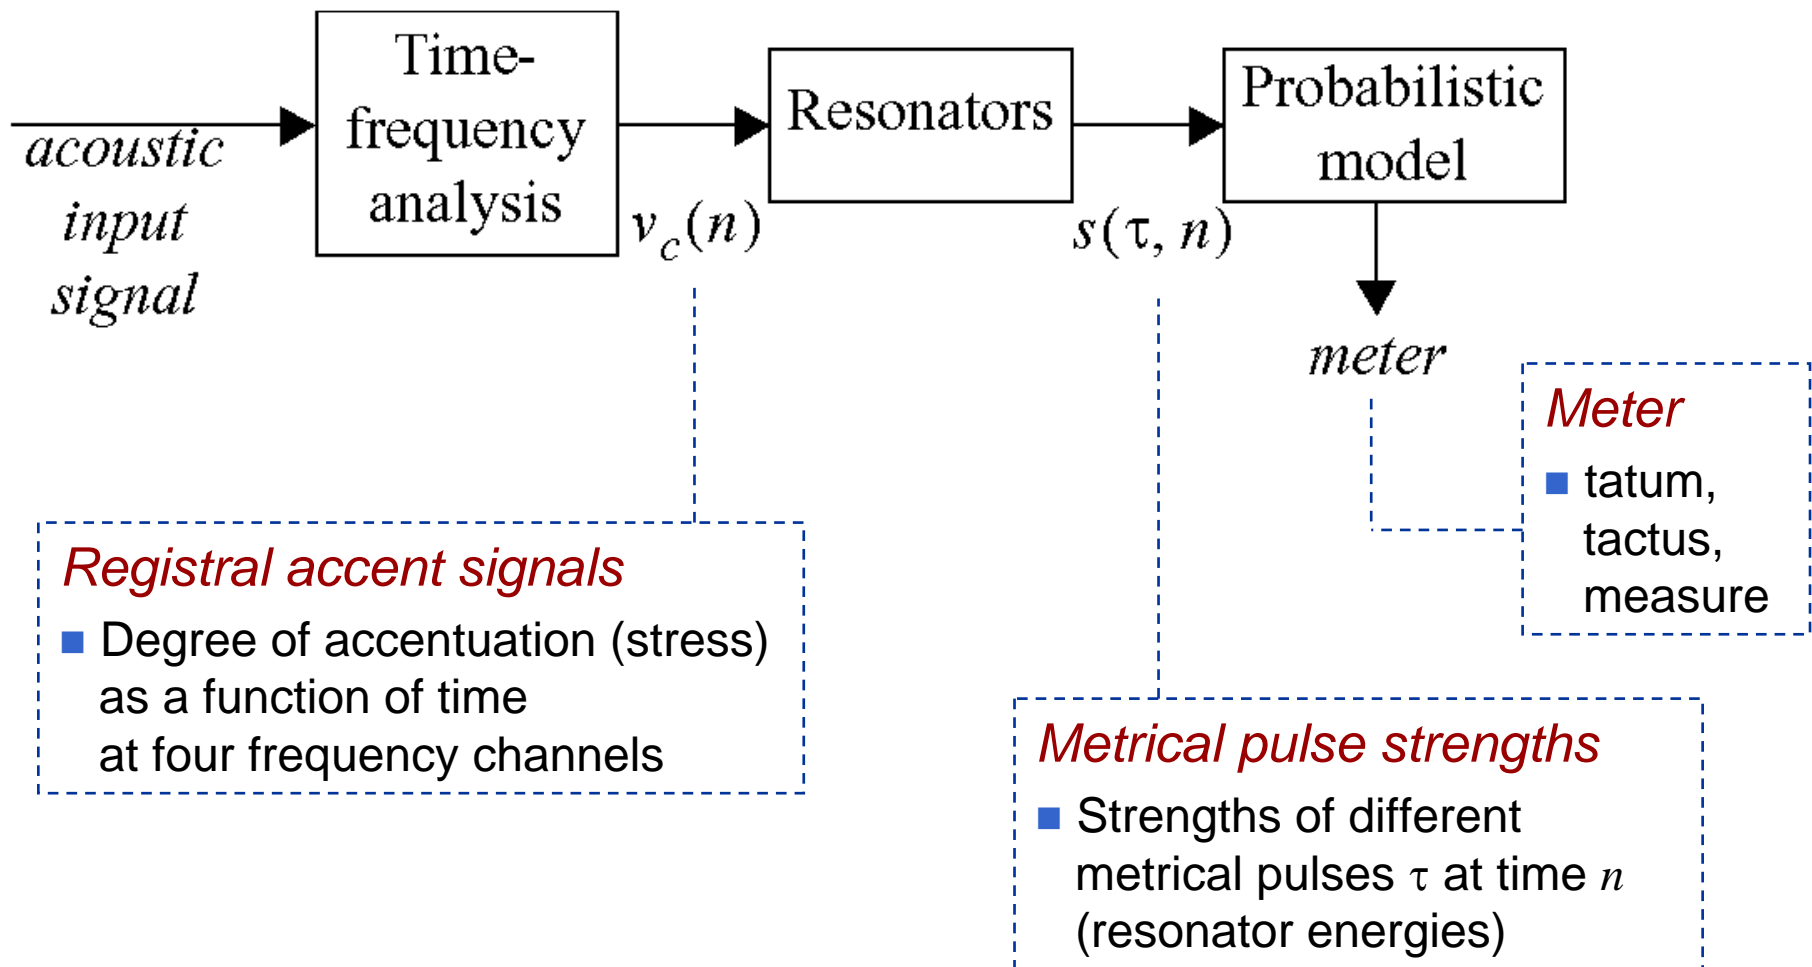 acoustic
input
signal
Time-
frequency
analysis
v_c(n)
Resonators
s(τ, n)
Probabilistic
model
meter
Meter
■ tatum,
tactus,
measure
Registral accent signals
■ Degree of accentuation (stress)
as a function of time
at four frequency channels
Metrical pulse strengths
■ Strengths of different
metrical pulses τ at time n
(resonator energies)